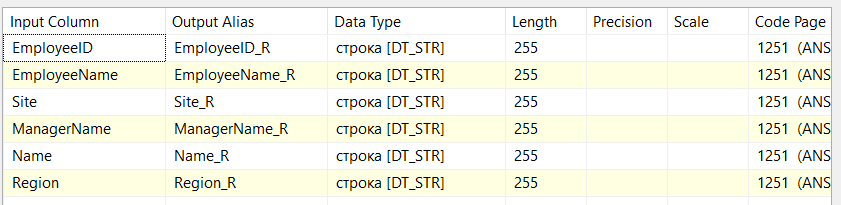 Input Column Output Alias Data Type Length Precision Scale Code Page
EmployeeID EmployeeID_R строка [DT_STR] 255 1251 (ANS
EmployeeName EmployeeName_R строка [DT_STR] 255 1251 (ANS
Site Site_R строка [DT_STR] 255 1251 (ANS
ManagerName ManagerName_R строка [DT_STR] 255 1251 (ANS
Name Name_R строка [DT_STR] 255 1251 (ANS
Region Region_R строка [DT_STR] 255 1251 (ANS